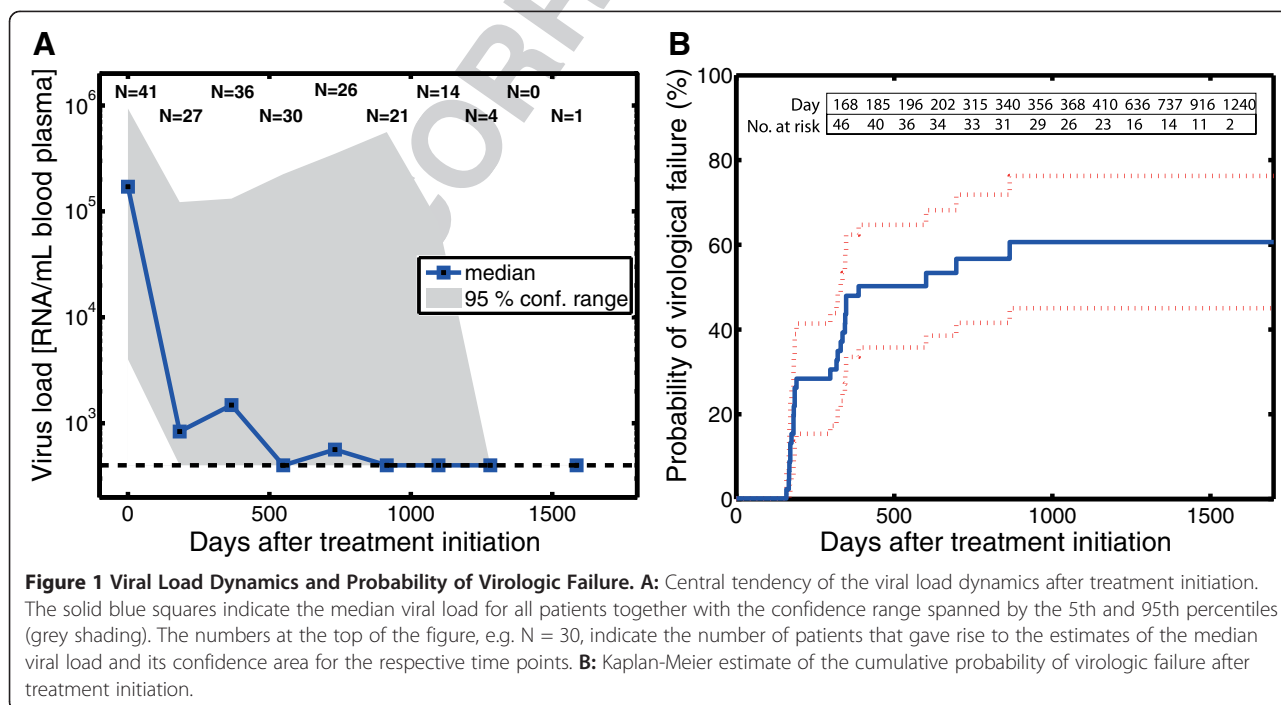 A
B
N=41 N=36 N=26 N=14 N=0
N=27 N=30 N=21 N=4 N=1
10^6
10^5
10^4
10^3
Virus load [RNA/mL blood plasma]
median
95 % conf. range
0 500 1000 1500
Days after treatment initiation
Probability of virological failure (%)
100
80
60
40
20
0
Day 168 185 196 202 315 340 356 368 410 636 737 916 1240
No. at risk 46 40 36 34 33 31 29 26 23 16 14 11 2
0 500 1000 1500
Days after treatment initiation
Figure 1 Viral Load Dynamics and Probability of Virologic Failure. A: Central tendency of the viral load dynamics after treatment initiation.
The solid blue squares indicate the median viral load for all patients together with the confidence range spanned by the 5th and 95th percentiles
(grey shading). The numbers at the top of the figure, e.g. N = 30, indicate the number of patients that gave rise to the estimates of the median
viral load and its confidence area for the respective time points. B: Kaplan-Meier estimate of the cumulative probability of virologic failure after
treatment initiation.